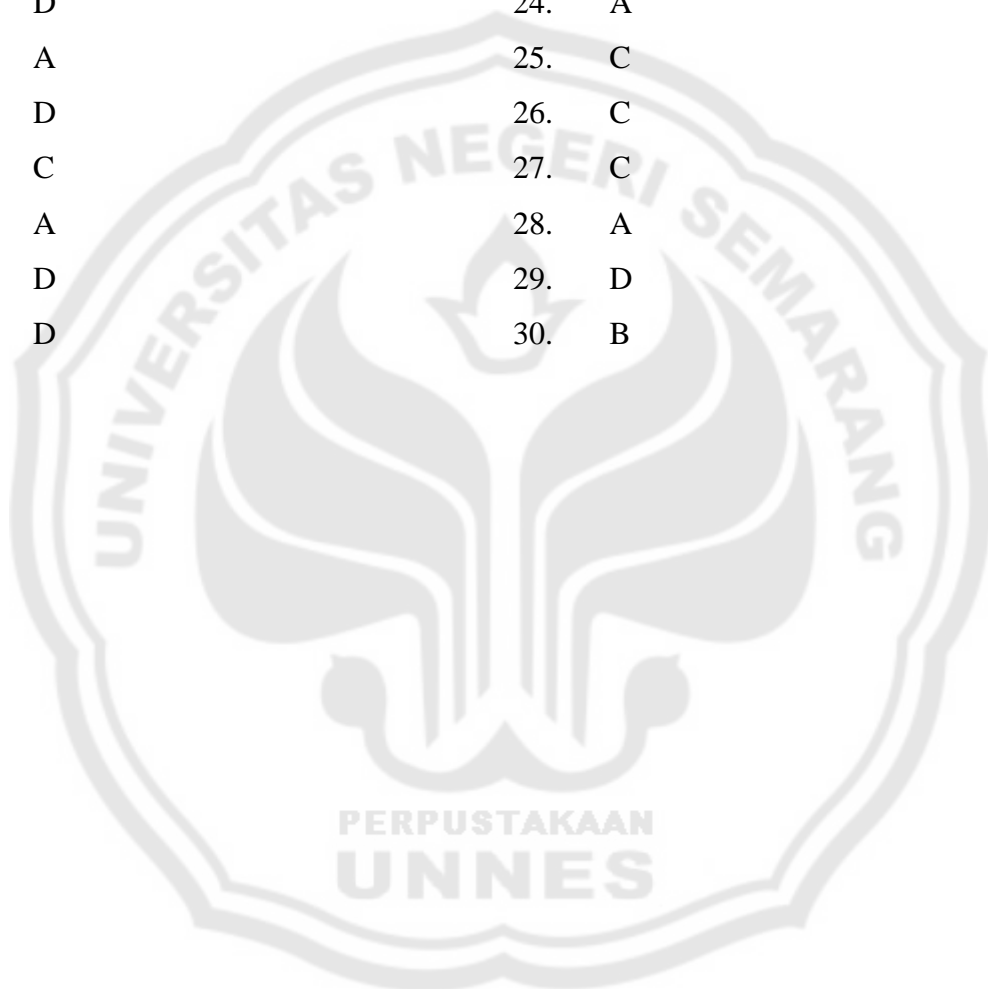 D 24. A
A 25. C
D 26. C
C 27. C
A 28. A
D 29. D
D 30. B
UNIVERSITAS NEGERI SEMARANG
PERPUSTAKAAN
UNNES